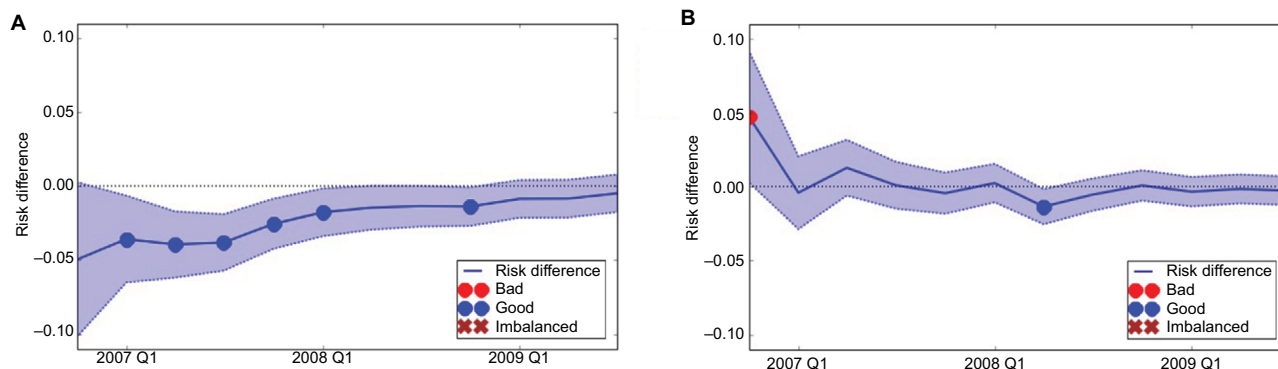 A
0.10
0.05
0.00
–0.05
–0.10
Risk difference
Risk difference
Bad
Good
Imbalanced
2007 Q1
2008 Q1
2009 Q1
B
0.10
0.05
0.00
–0.05
–0.10
Risk difference
Risk difference
Bad
Good
Imbalanced
2007 Q1
2008 Q1
2009 Q1